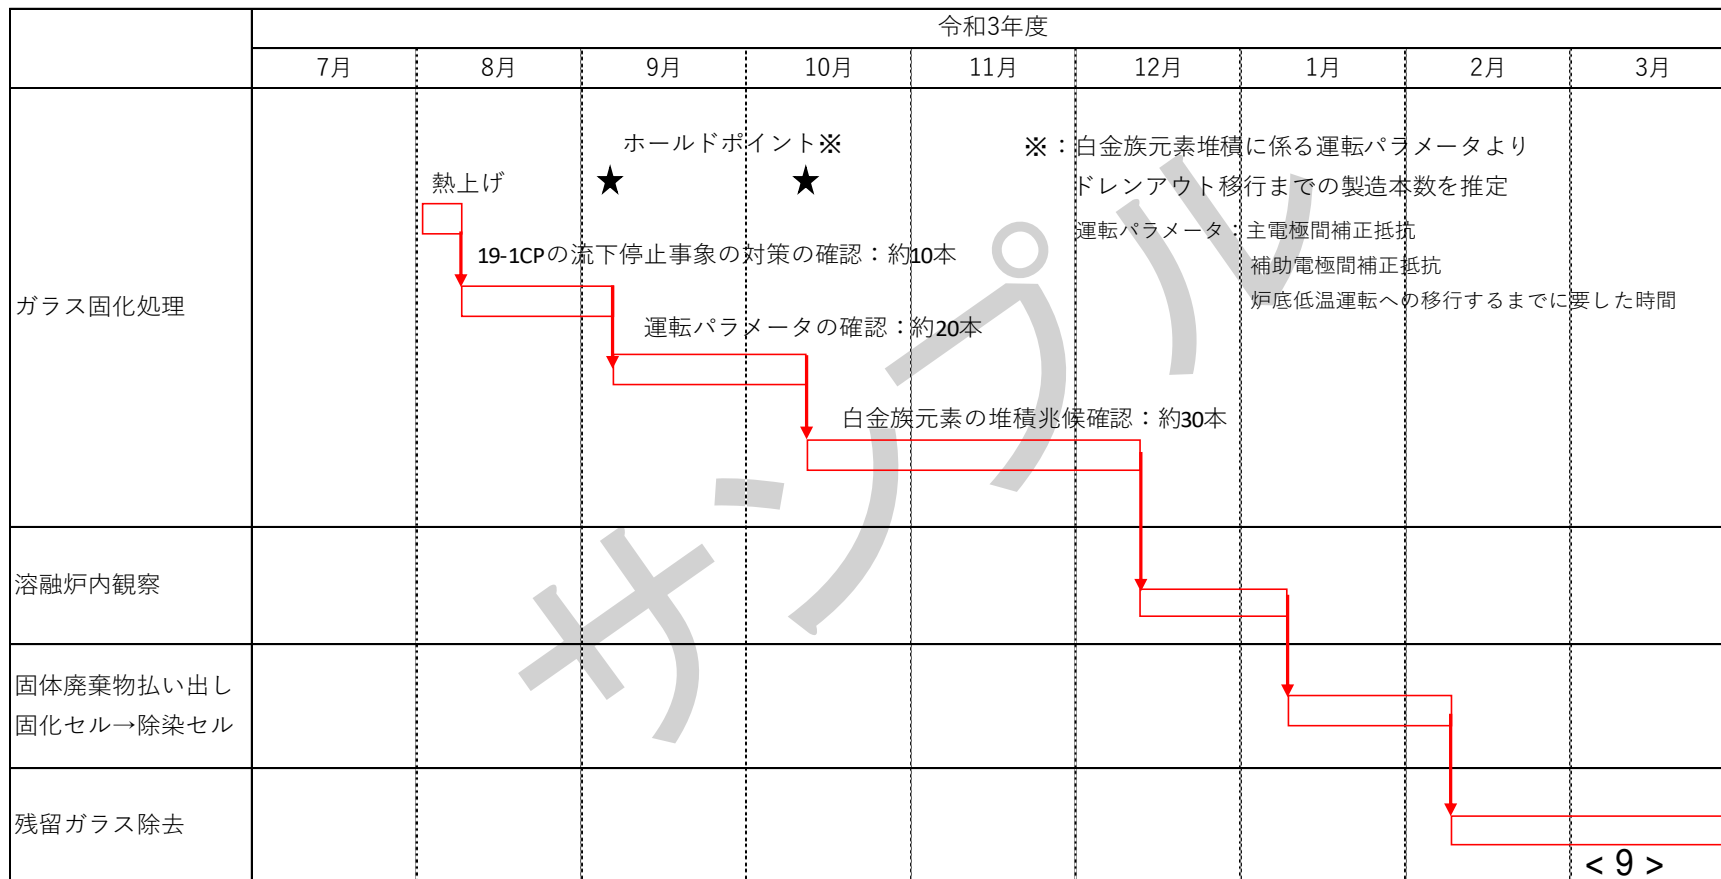 令和3年度
7月 8月 9月 10月 11月 12月 1月 2月 3月
ガラス固化処理
ホールドポイント※
★ ★
熱上げ
19-1CPの流下停止事象の対策の確認：約10本
運転パラメータの確認：約20本
白金族元素の堆積兆候確認：約30本
※：白金族元素堆積に係る運転パラメータより
ドレンアウト移行までの製造本数を推定
運転パラメータ：主電極間補正抵抗
補助電極間補正抵抗
炉底低温運転への移行するまでに要した時間
溶融炉内観察
固体廃棄物払い出し
固化セル→除染セル
残留ガラス除去
サンプル
< 9 >